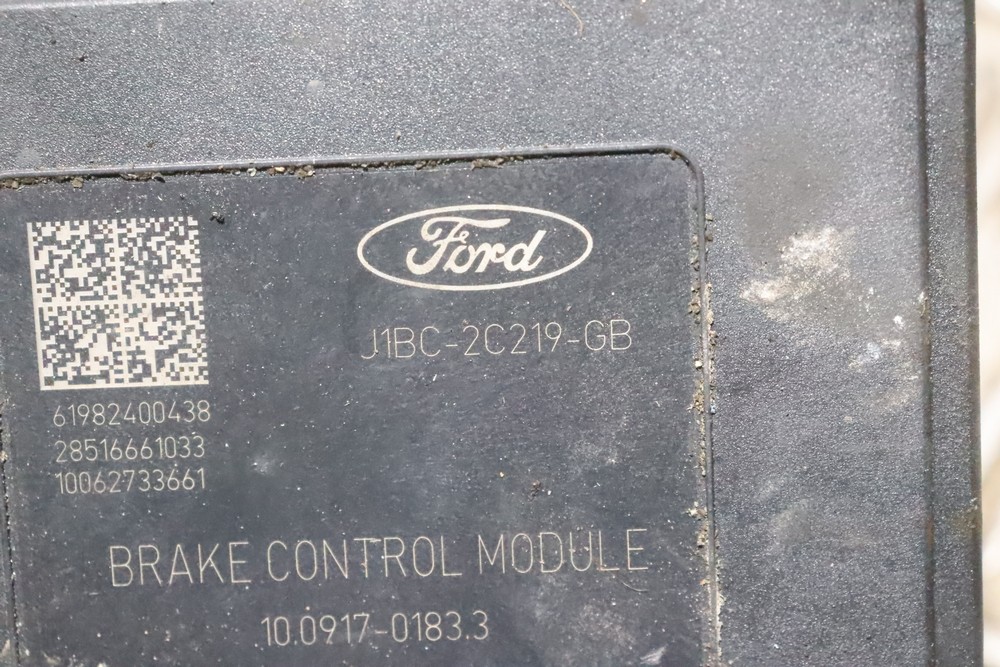 Ford
J1BC-2C219-GB
61982400438
28516661033
10062733661
BRAKE CONTROL MODULE
10.0917-0183.3